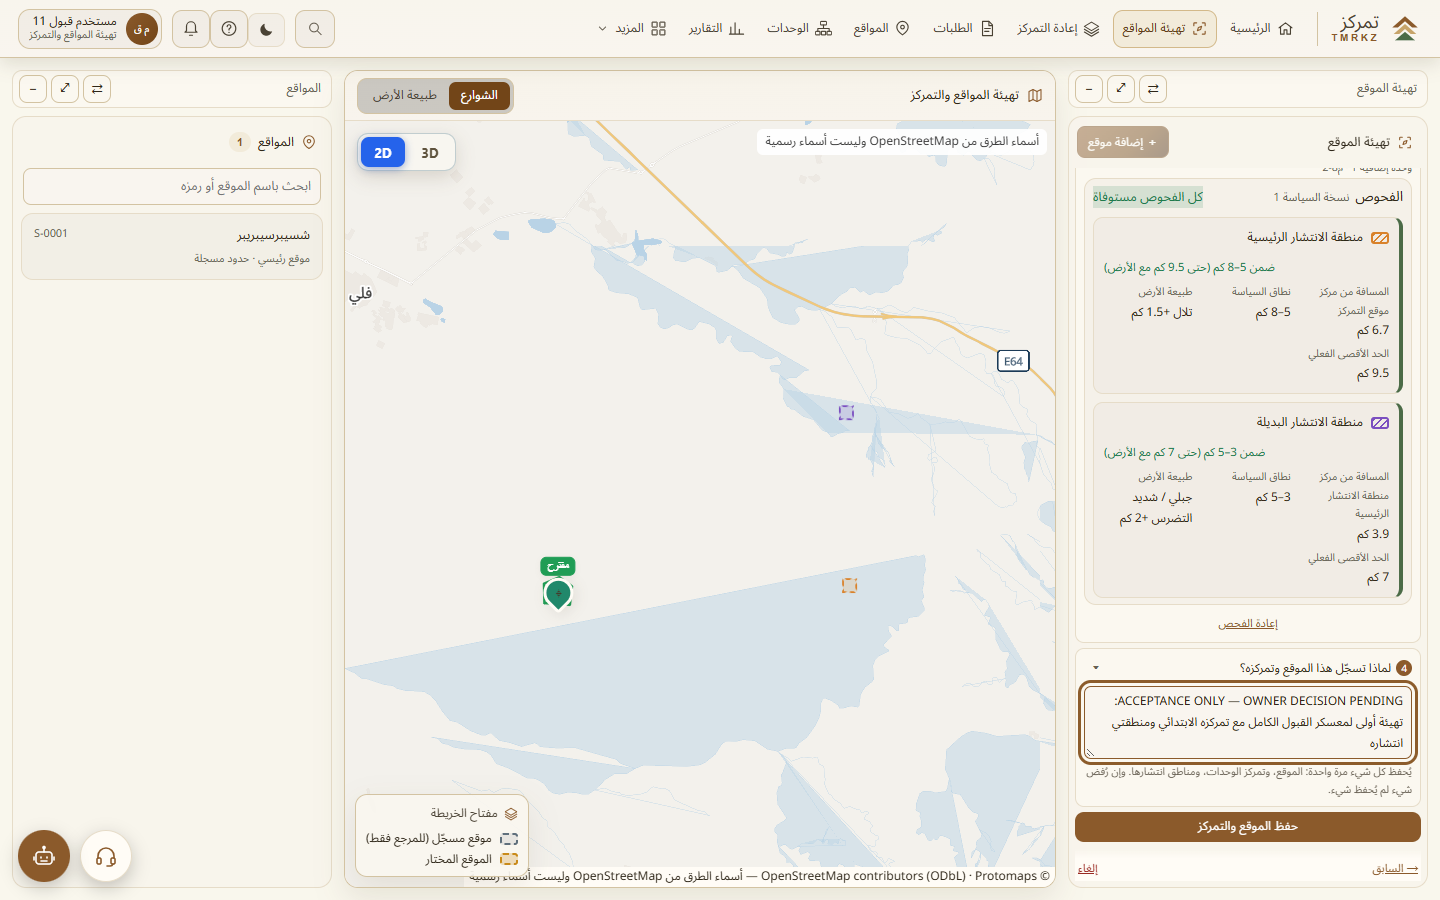 تمركز
TMRKZ
الرئيسية
تهيئة المواقع
إعادة التمركز
الطلبات
المواقع
الوحدات
التقارير
المزيد
م ق
مستخدم قبول 11
تهيئة المواقع والتمركز
تهيئة الموقع
تهيئة الموقع
+ إضافة موقع
الفحوص نسخة السياسة 1
كل الفحوص مستوفاة
منطقة الانتشار الرئيسية
ضمن 5–8 كم (حتى 9.5 كم مع الأرض)
المسافة من مركز موقع التمركز
6.7 كم
نطاق السياسة
5–8 كم
طبيعة الأرض
تلال +1.5 كم
الحد الأقصى الفعلي
9.5 كم
منطقة الانتشار البديلة
ضمن 3–5 كم (حتى 7 كم مع الأرض)
المسافة من مركز منطقة الانتشار الرئيسية
3.9 كم
نطاق السياسة
3–5 كم
طبيعة الأرض
جبلي / شديد التضرس +2 كم
الحد الأقصى الفعلي
7 كم
إعادة الفحص
4 لماذا تسجّل هذا الموقع وتمركزه؟
ACCEPTANCE ONLY — OWNER DECISION PENDING:
تهيئة أولى لمعسكر القبول الكامل مع تمركزه الابتدائي ومنطقتي
انتشاره
يُحفظ كل شيء مرة واحدة: الموقع، وتمركز الوحدات، ومناطق انتشارها. وإن رُفض
شيء لم يُحفظ شيء.
حفظ الموقع والتمركز
→ السابق
إلغاء
تهيئة المواقع والتمركز
الشوارع
طبيعة الأرض
أسماء الطرق من OpenStreetMap وليست أسماء رسمية
2D
3D
فلي
E64
مقترح
مفتاح الخريطة
موقع مسجّل (للمرجع فقط)
الموقع المختار
© OpenStreetMap contributors (ODbL) · Protomaps — أسماء الطرق من OpenStreetMap وليست أسماء رسمية
المواقع
المواقع 1
ابحث باسم الموقع أو رمزه
شسيبرسيبريبر
S-0001
موقع رئيسي · حدود مسجلة